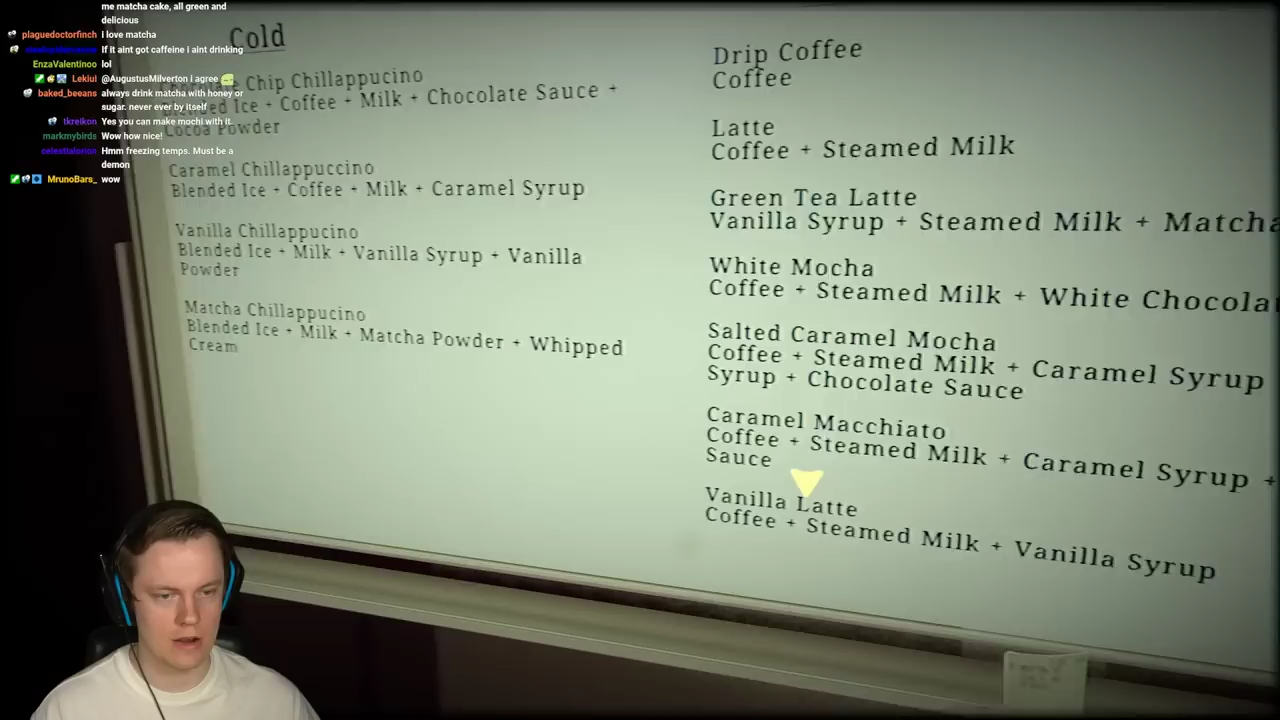 me matcha cake, all green and
delicious
plaguedoctorfinch i love matcha
If it aint got caffeine i aint drinking
EnzaValentinoo lol
Lekiul @AugustusMilverton I agree
baked_beeans always drink matcha with honey or
sugar. never ever by itself
tkreikon Yes you can make mochi with it.
markmybirds Wow how nice!
celestialorion Hmm freezing temps. Must be a
demon
MrunoBars_ wow
Cold
Chocolate Chip Chillappucino
Blended Ice + Coffee + Milk + Chocolate Sauce +
Cocoa Powder
Caramel Chillappuccino
Blended Ice + Coffee + Milk + Caramel Syrup
Vanilla Chillappucino
Blended Ice + Milk + Vanilla Syrup + Vanilla
Powder
Matcha Chillappucino
Blended Ice + Milk + Matcha Powder + Whipped
Cream
Drip Coffee
Coffee
Latte
Coffee + Steamed Milk
Green Tea Latte
Vanilla Syrup + Steamed Milk + Matcha
White Mocha
Coffee + Steamed Milk + White Chocola
Salted Caramel Mocha
Coffee + Steamed Milk + Caramel Syrup
Syrup + Chocolate Sauce
Caramel Macchiato
Coffee + Steamed Milk + Caramel Syrup +
Sauce
Vanilla Latte
Coffee + Steamed Milk + Vanilla Syrup